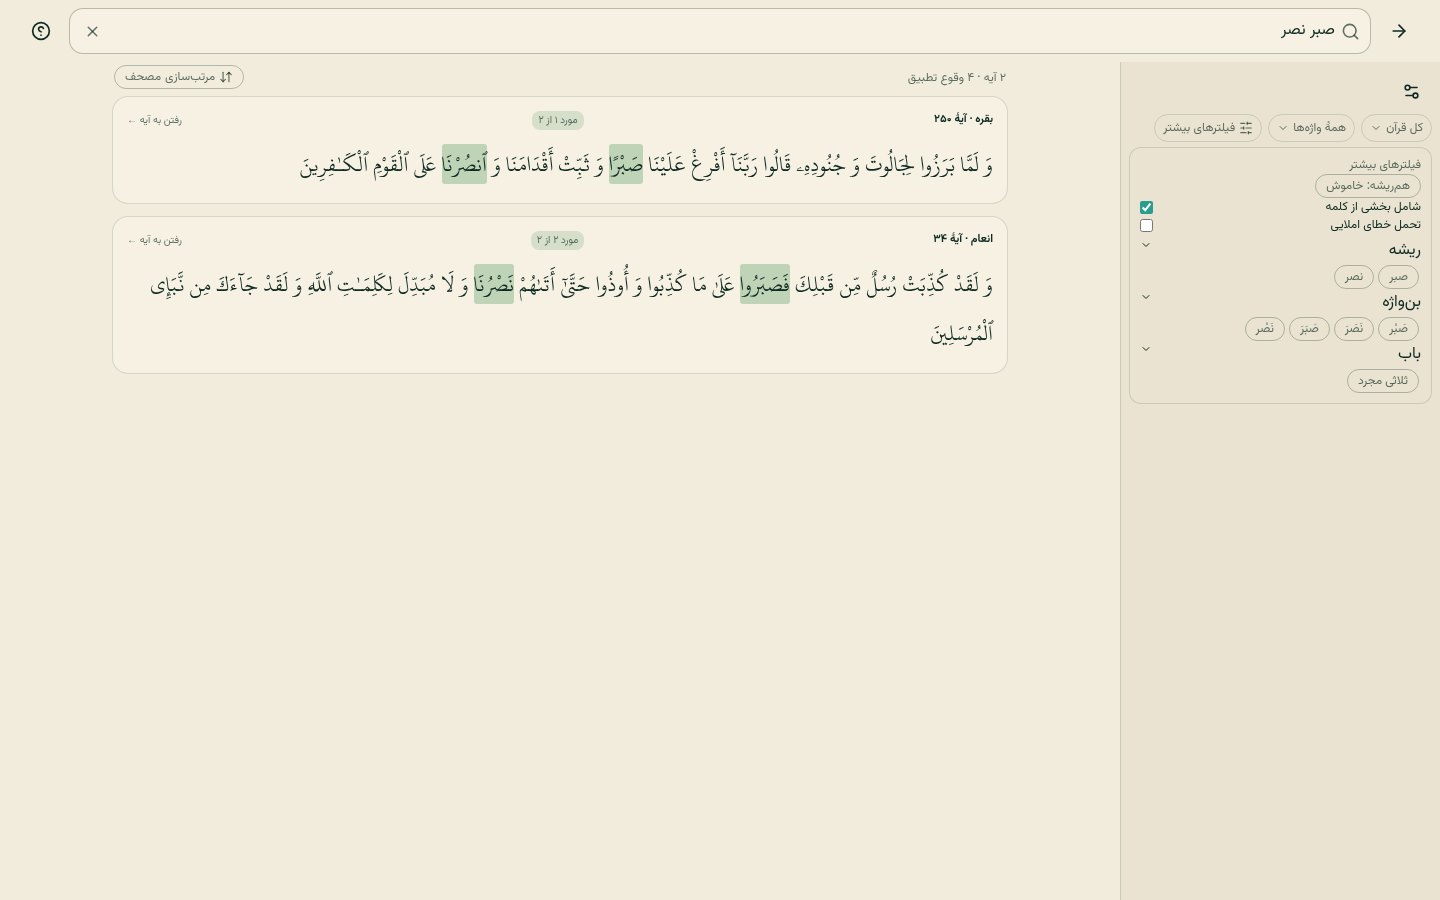 صبر نصر
۲ آیه · ۴ وقوع تطبیق
مرتب‌سازی مصحف
بقره · آیهٔ ۲۵۰
مورد ۱ از ۲
رفتن به آیه ←
وَ لَمَّا بَرَزُوا لِجَالُوتَ وَ جُنُودِهِۦ قَالُوا رَبَّنَآ أَفْرِغْ عَلَيْنَا صَبْرًا وَ ثَبِّتْ أَقْدَامَنَا وَ ٱنصُرْنَا عَلَى ٱلْقَوْمِ ٱلْكَـٰفِرِينَ
انعام · آیهٔ ۳۴
مورد ۲ از ۲
رفتن به آیه ←
وَ لَقَدْ كُذِّبَتْ رُسُلٌ مِّن قَبْلِكَ فَصَبَرُوا عَلَىٰ مَا كُذِّبُوا وَ أُوذُوا حَتَّىٰٓ أَتَىٰهُمْ نَصْرُنَا وَ لَا مُبَدِّلَ لِكَلِمَـٰتِ ٱللَّهِ وَ لَقَدْ جَآءَكَ مِن نَّبَإِى
ٱلْمُرْسَلِينَ
کل قرآن
همهٔ واژه‌ها
فیلترهای بیشتر
فیلترهای بیشتر
هم‌ریشه: خاموش
شامل بخشی از کلمه
تحمل خطای املایی
ریشه
صبر
نصر
بن‌واژه
صَبْر
نَصَرَ
صَبَرَ
نَصْر
باب
ثلاثی مجرد